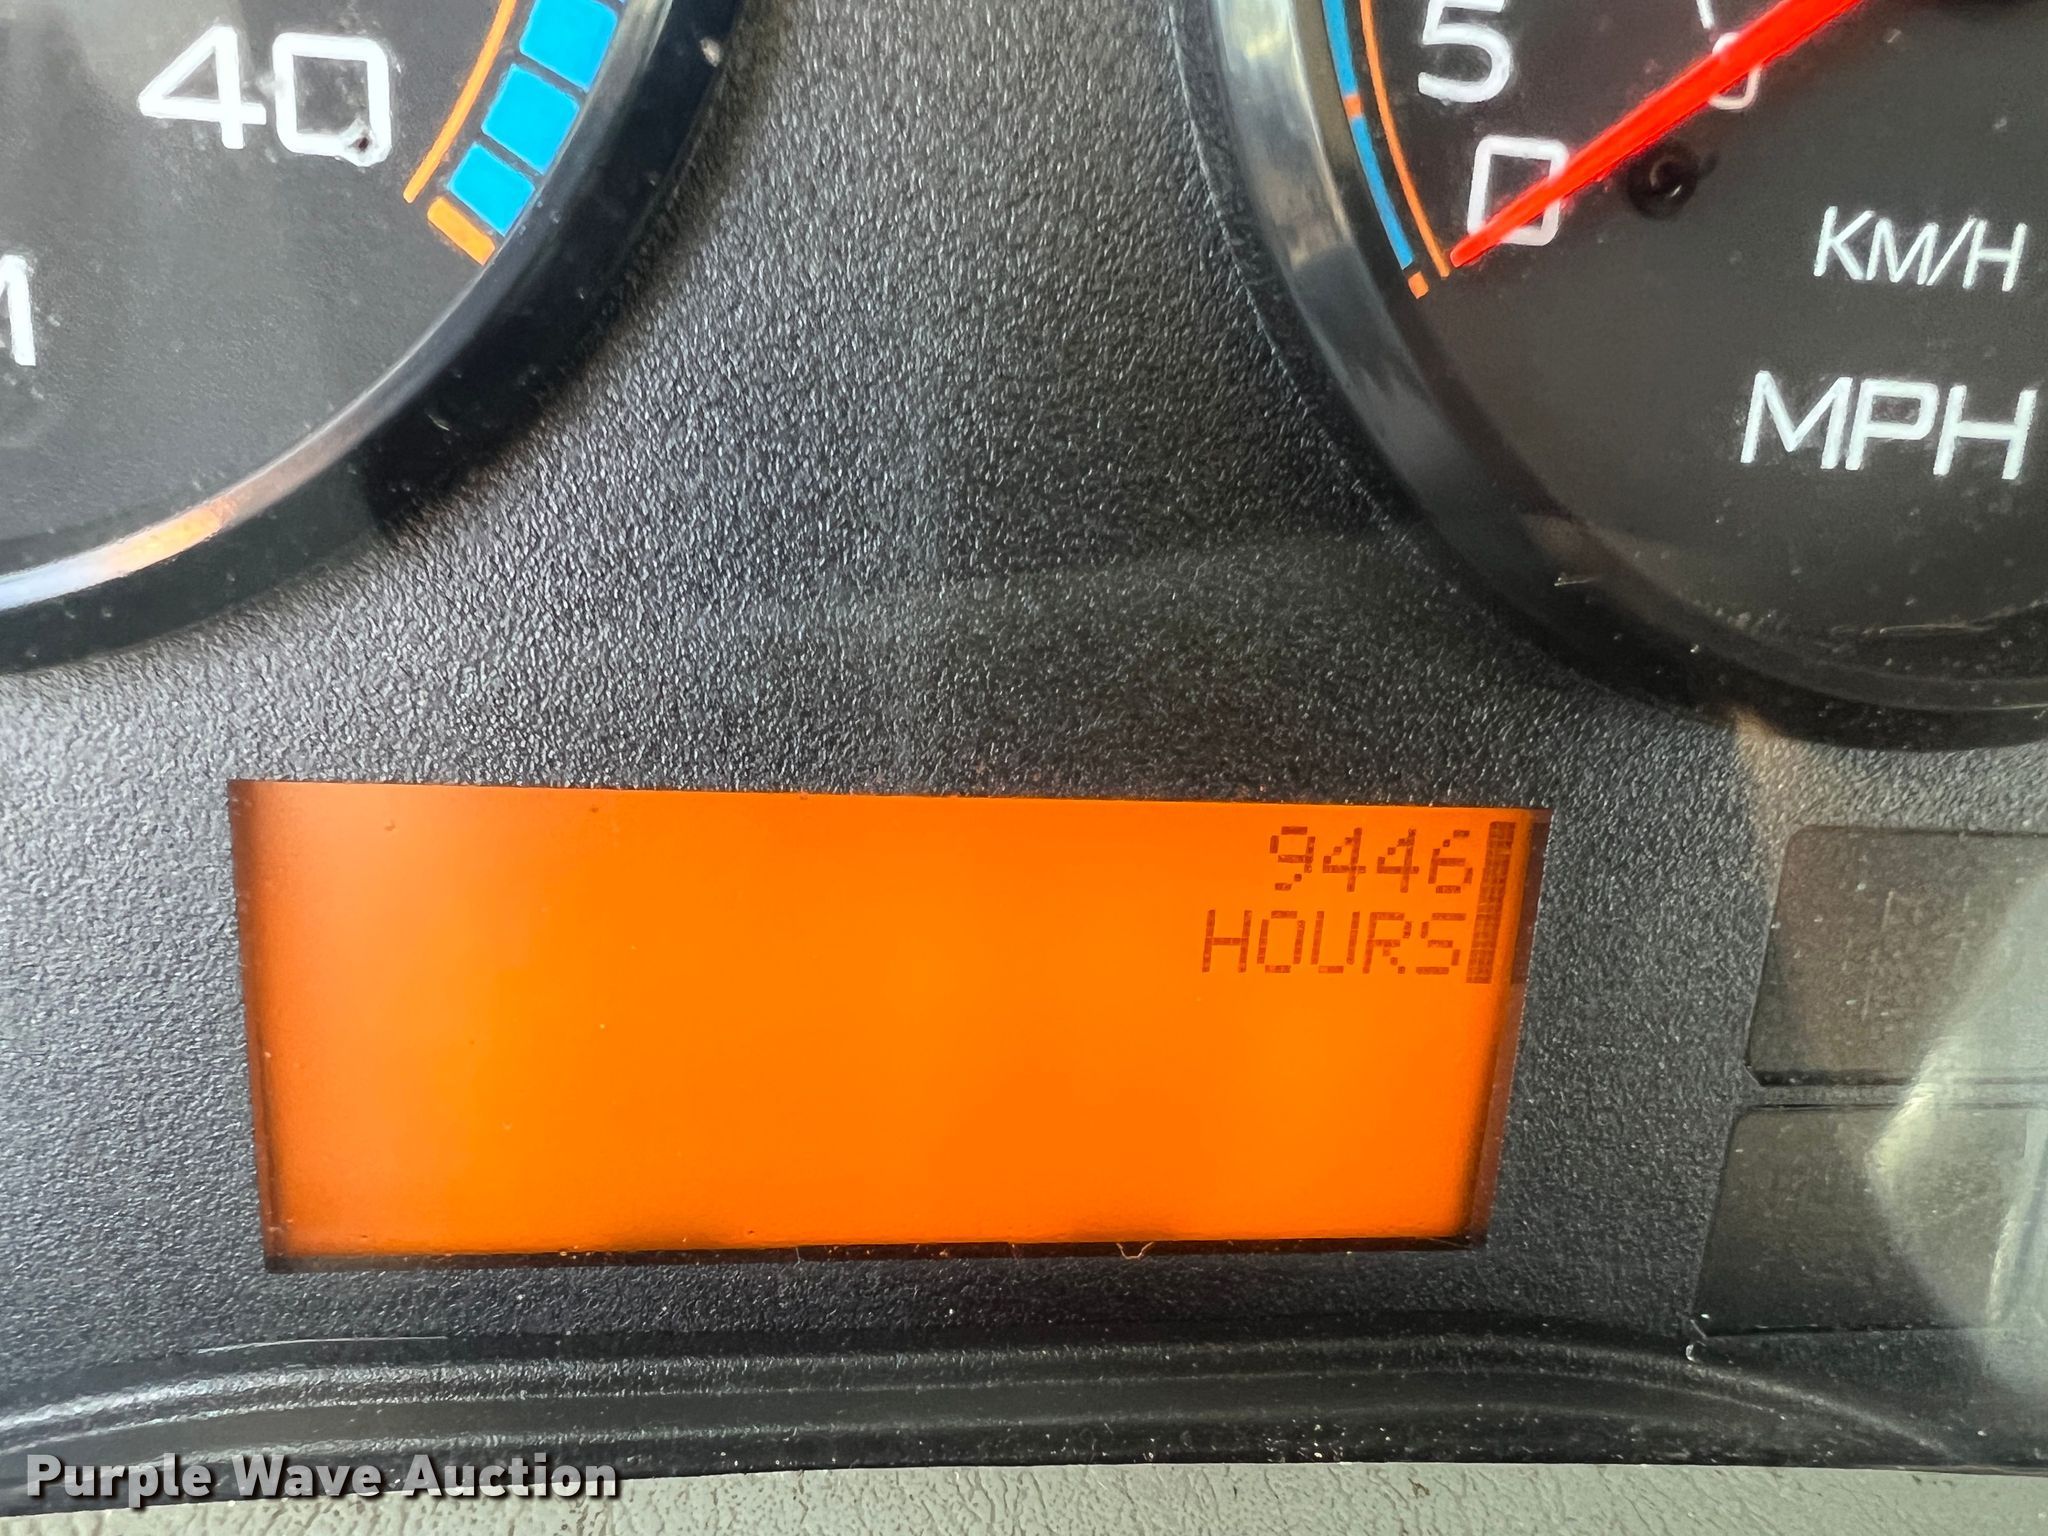 40
5
0
KM/H
MPH
9446
HOURS
Purple Wave Auction